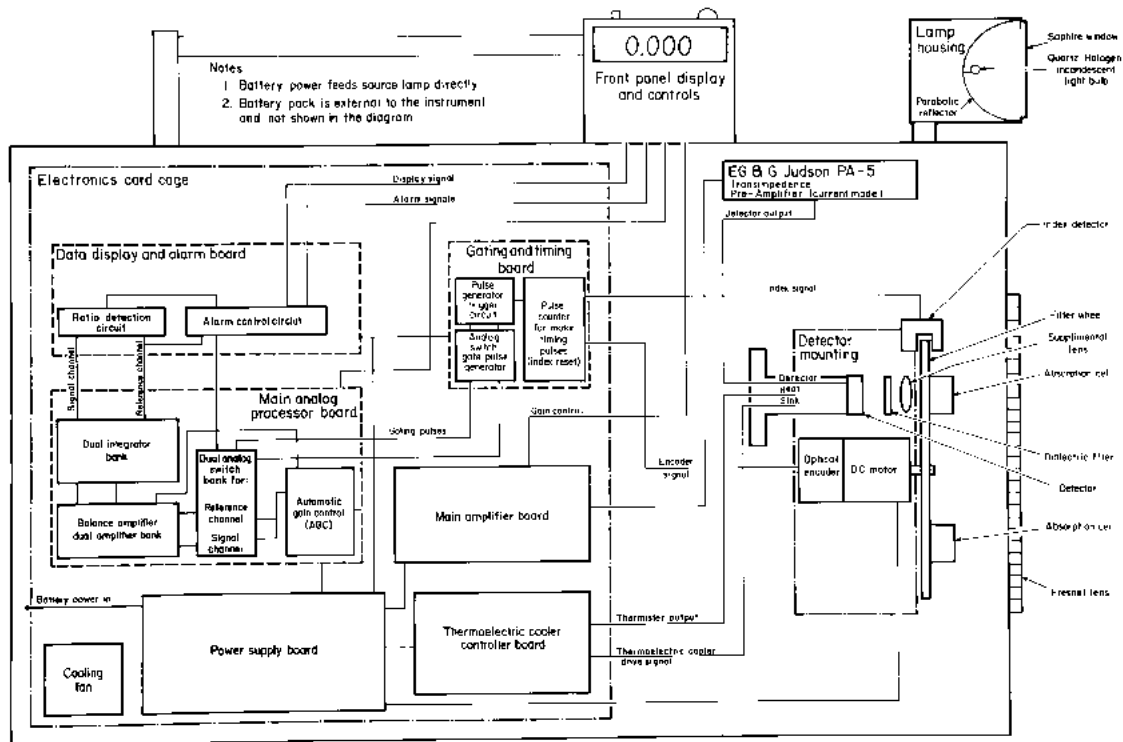 0.000
Front panel display
and controls
Notes
1 Battery power feeds source lamp directly
2. Battery pack is external to the instrument
and not shown in the diagram
Lamp
housing
Saphire window
Quartz Halogen
incandescent
light bulb
Parabolic
reflector
Electronics card cage
Display signal
Alarm signals
EG & G Judson PA-5
Transimpedence
Pre-Amplifier (current mode)
Detector output
Index detector
Data display and alarm board
Ratio detection
circuit
Alarm control circuit
Signal channel
Reference channel
Gating and timing
board
Pulse
generator
trigger
circuit
Analog
switch
gate pulse
generator
Pulse
counter
for motor
timing
pulses
(index reset)
Index signal
Filter wheel
Supplimental
lens
Absorption cell
Detector
mounting
Detector
Heat
Sink
Main analog
processor board
Gating pulses
Gain control
Dual integrator
bank
Dual analog
switch
bank for:
Reference
channel
Signal
channel
Automatic
gain control
(AGC)
Balance amplifier
dual amplifier bank
Main amplifier board
Encoder
signal
Optical
encoder
DC motor
Dielectric filter
Detector
Absorption cell
Fresnel lens
Battery power in
Power supply board
Thermoelectric cooler
controller board
Thermister output
Thermoelectric cooler
drive signal
Cooling
fan